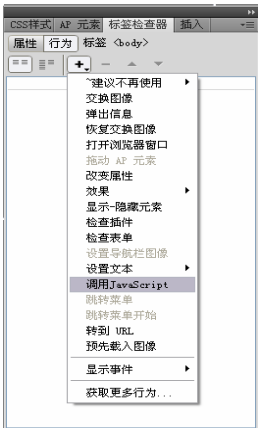 CSS样式 AP 元素 标签检查器 插入
属性 行为 标签 <body>
~建议不再使用
交换图像
弹出信息
恢复交换图像
打开浏览器窗口
拖动 AP 元素
改变属性
效果
显示-隐藏元素
检查插件
检查表单
设置导航栏图像
设置文本
调用JavaScript
跳转菜单
跳转菜单开始
转到 URL
预先载入图像
显示事件
获取更多行为...